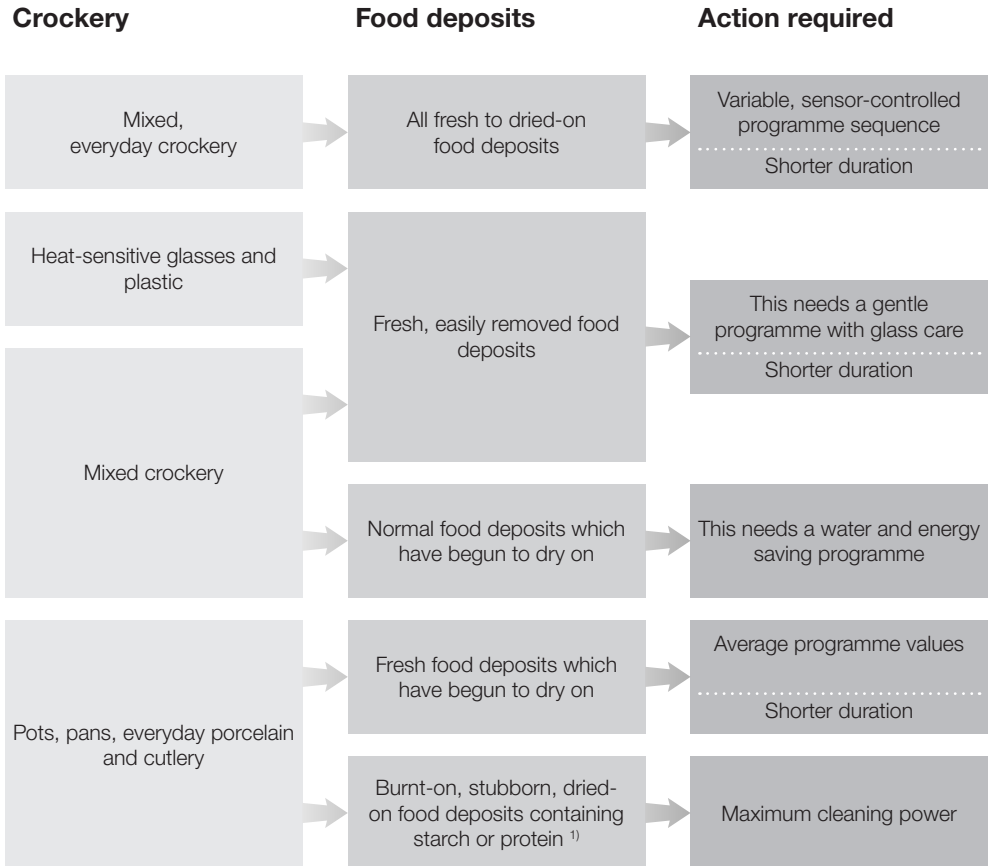 Crockery
Food deposits
Action required
Mixed,
everyday crockery
All fresh to dried-on
food deposits
Variable, sensor-controlled
programme sequence
Shorter duration
Heat-sensitive glasses and
plastic
Fresh, easily removed food
deposits
This needs a gentle
programme with glass care
Shorter duration
Mixed crockery
Normal food deposits which
have begun to dry on
This needs a water and energy
saving programme
Pots, pans, everyday porcelain
and cutlery
Fresh food deposits which
have begun to dry on
Average programme values
Shorter duration
Burnt-on, stubborn, dried-
on food deposits containing
starch or protein 1)
Maximum cleaning power